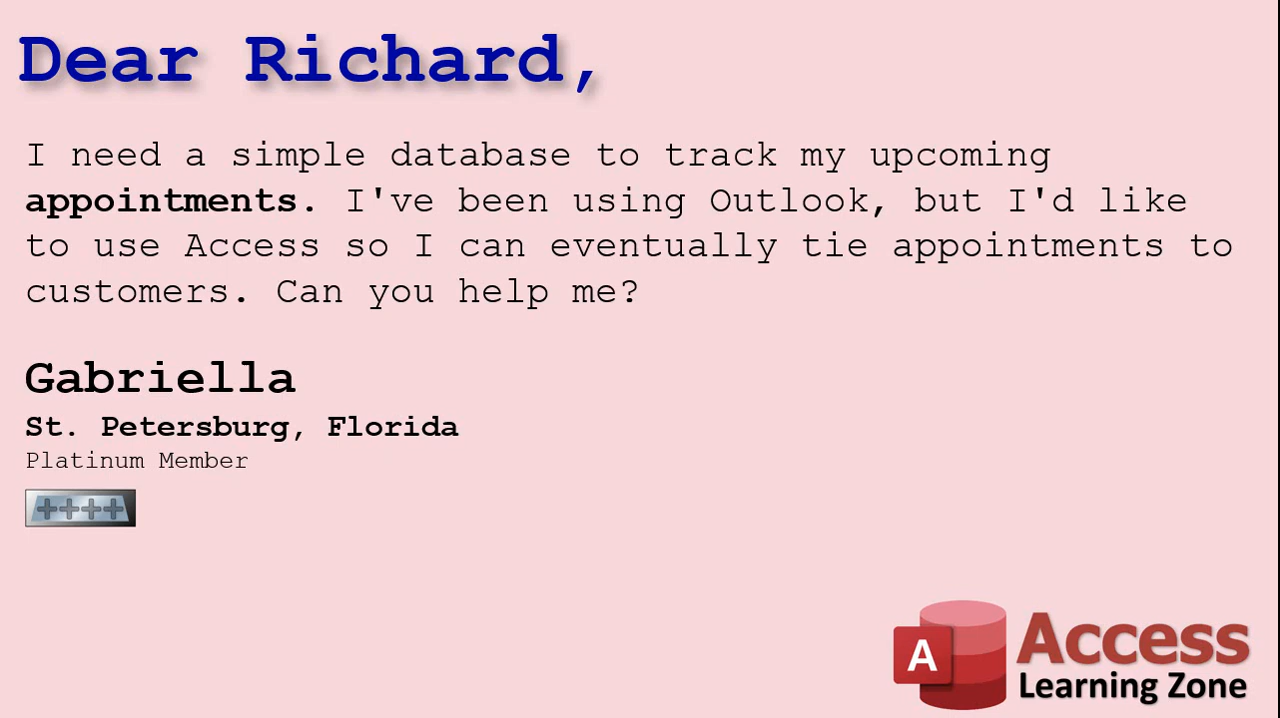 Dear Richard,
I need a simple database to track my upcoming
appointments. I've been using Outlook, but I'd like
to use Access so I can eventually tie appointments to
customers. Can you help me?
Gabriella
St. Petersburg, Florida
Platinum Member
++++
A
Access
Learning Zone